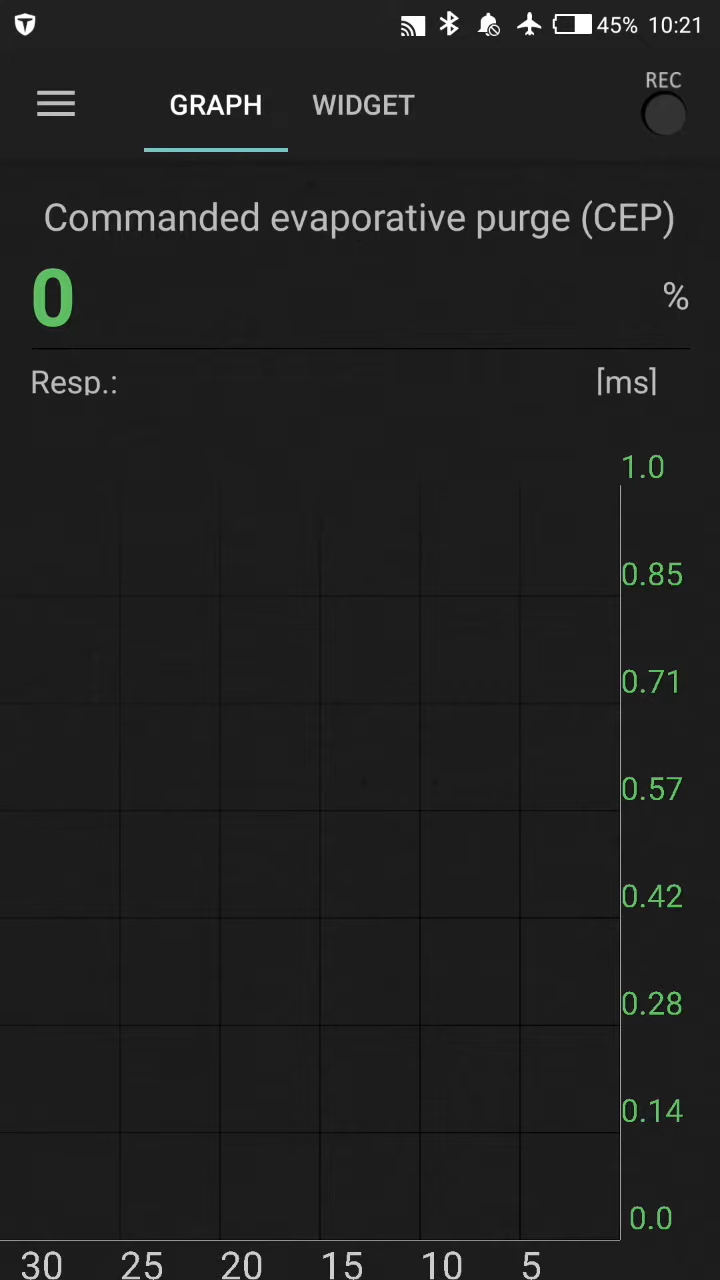 45% 10:21
GRAPH WIDGET REC
Commanded evaporative purge (CEP)
0 %
Resp.: [ms]
1.0
0.85
0.71
0.57
0.42
0.28
0.14
0.0
30 25 20 15 10 5